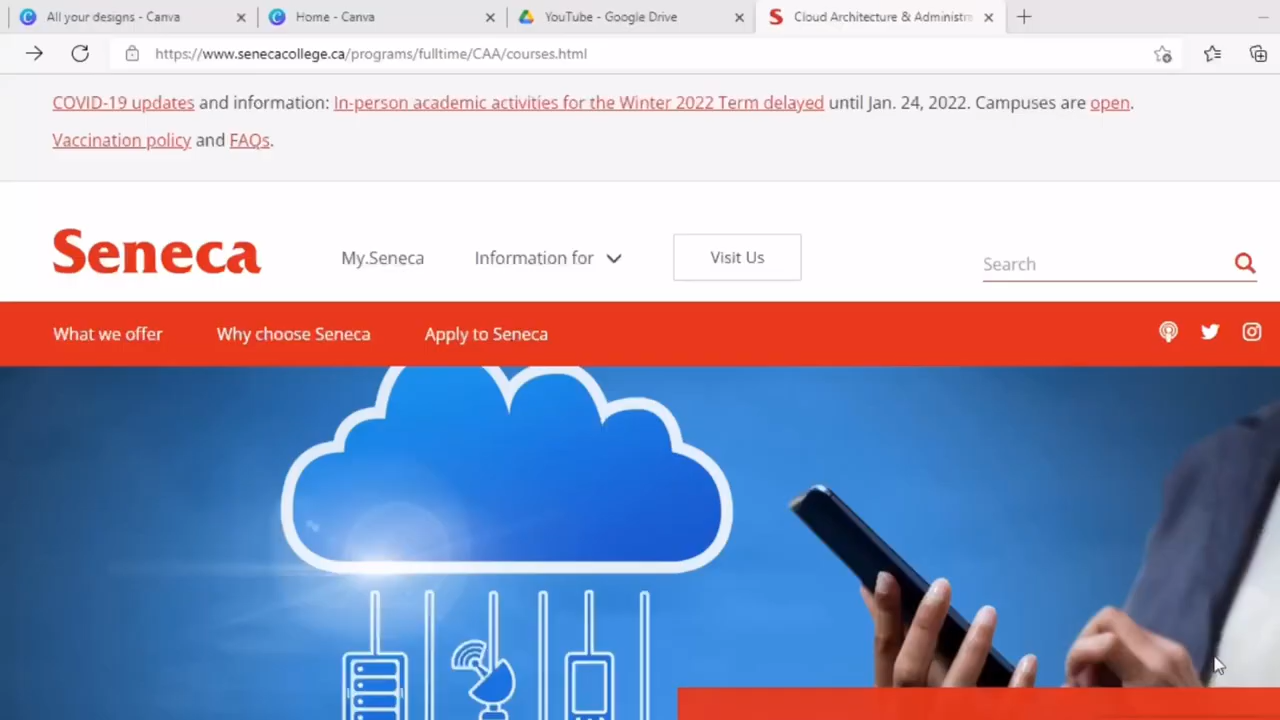 All your designs - Canva
Home - Canva
YouTube - Google Drive
Cloud Architecture & Administr
https://www.senecacollege.ca/programs/fulltime/CAA/courses.html
COVID-19 updates and information: In-person academic activities for the Winter 2022 Term delayed until Jan. 24, 2022. Campuses are open.
Vaccination policy and FAQs.
Seneca
My.Seneca
Information for
Visit Us
Search
What we offer
Why choose Seneca
Apply to Seneca